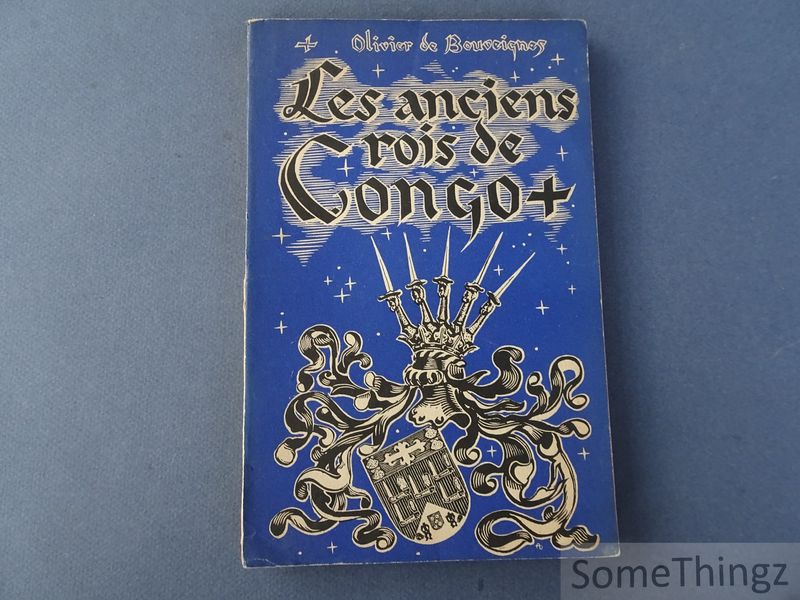 Olivier de Bouveignes
Les anciens
rois de
Congo
SomeThingz